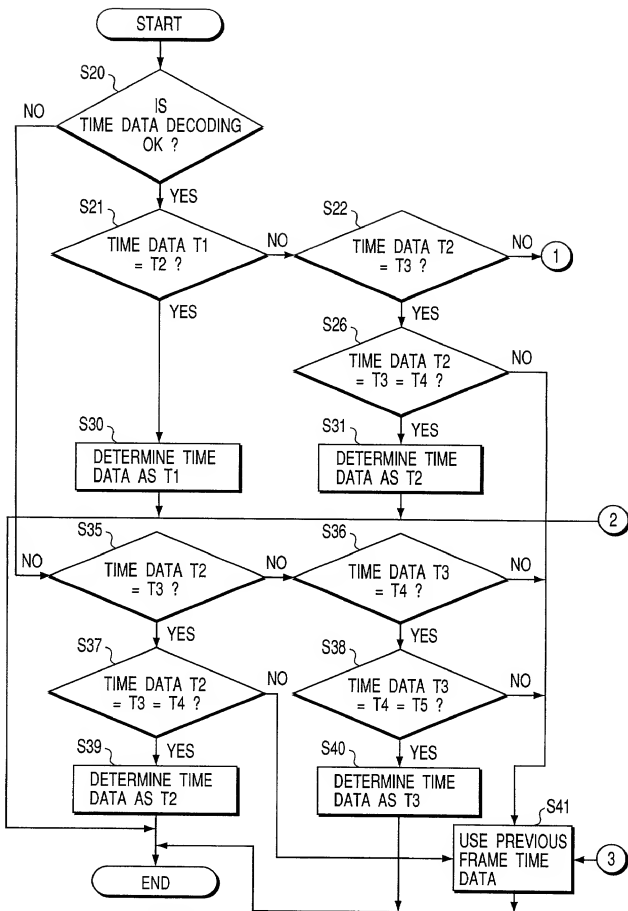 START
S20
IS
TIME DATA DECODING
OK ?
NO
YES
S21
TIME DATA T1
= T2 ?
NO
YES
S22
TIME DATA T2
= T3 ?
NO
1
YES
S26
TIME DATA T2
= T3 = T4 ?
NO
YES
S30
DETERMINE TIME
DATA AS T1
S31
DETERMINE TIME
DATA AS T2
2
NO
S35
TIME DATA T2
= T3 ?
NO
YES
S36
TIME DATA T3
= T4 ?
NO
YES
S37
TIME DATA T2
= T3 = T4 ?
NO
YES
S38
TIME DATA T3
= T4 = T5 ?
NO
YES
S39
DETERMINE TIME
DATA AS T2
S40
DETERMINE TIME
DATA AS T3
S41
USE PREVIOUS
FRAME TIME
DATA
3
END